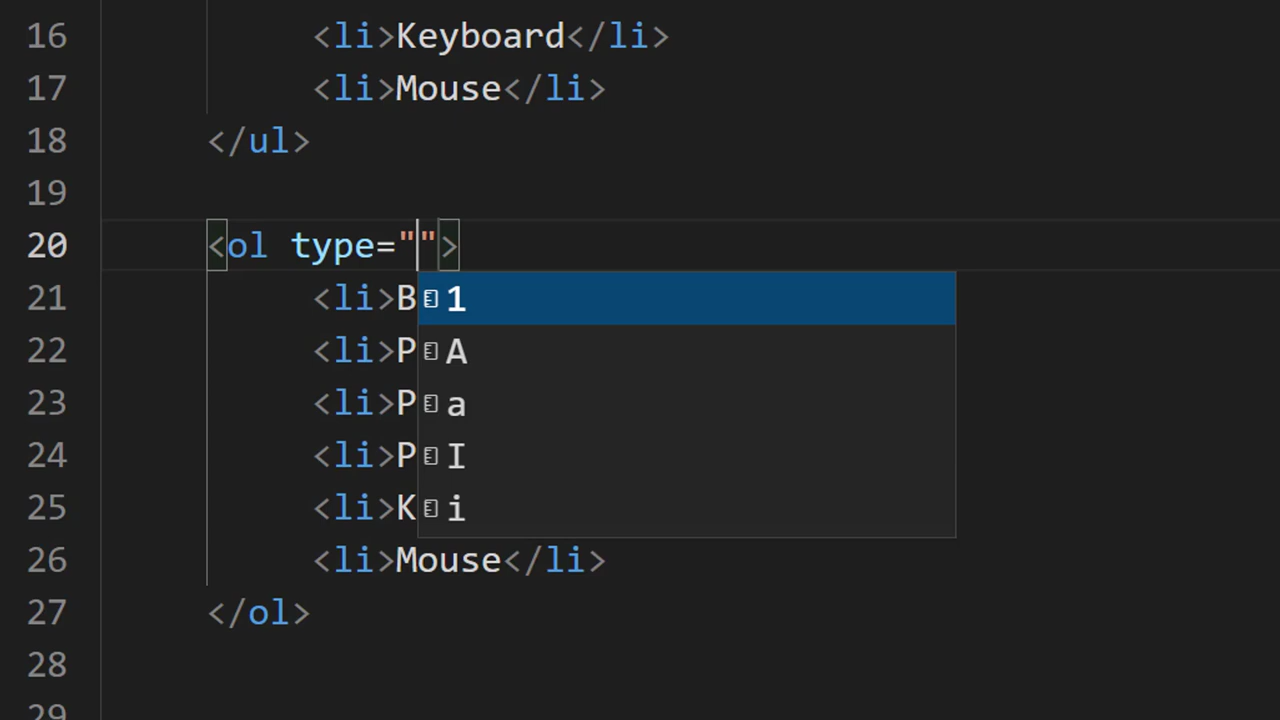 16 <li>Keyboard</li>
17 <li>Mouse</li>
18 </ul>
19
20 <ol type="">
21 <li>B 1
22 <li>P A
23 <li>P a
24 <li>P I
25 <li>K i
26 <li>Mouse</li>
27 </ol>
28
29